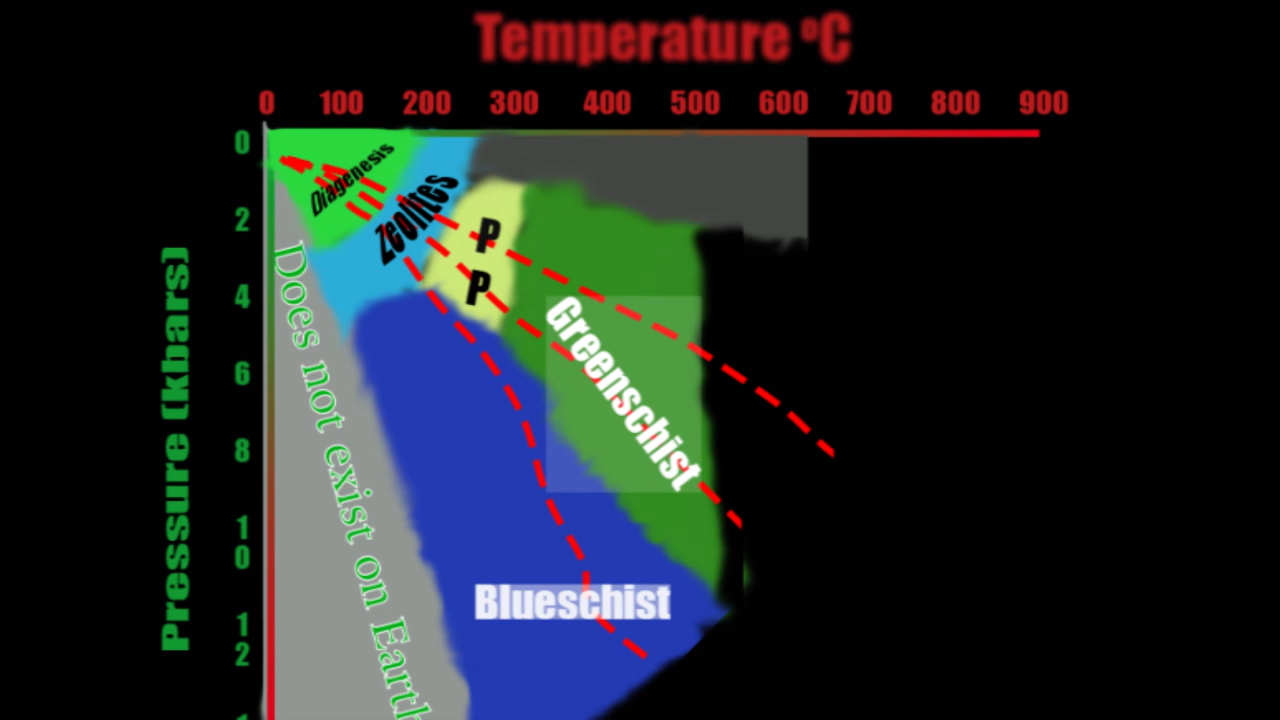 Temperature ºC
0 100 200 300 400 500 600 700 800 900
Pressure (kbars)
0
2
4
6
8
1
0
1
2
Diagenesis
Zeolites
P
P
Greenschist
Blueschist
Does not exist on Earth